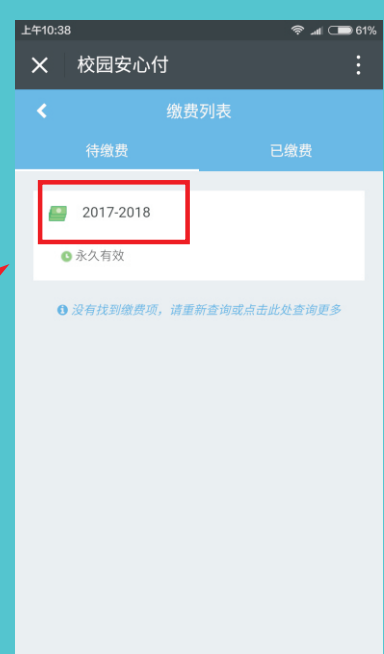 上午10:38 61%
校园安心付
缴费列表
待缴费 已缴费
2017-2018
永久有效
没有找到缴费项，请重新查询或点击此处查询更多